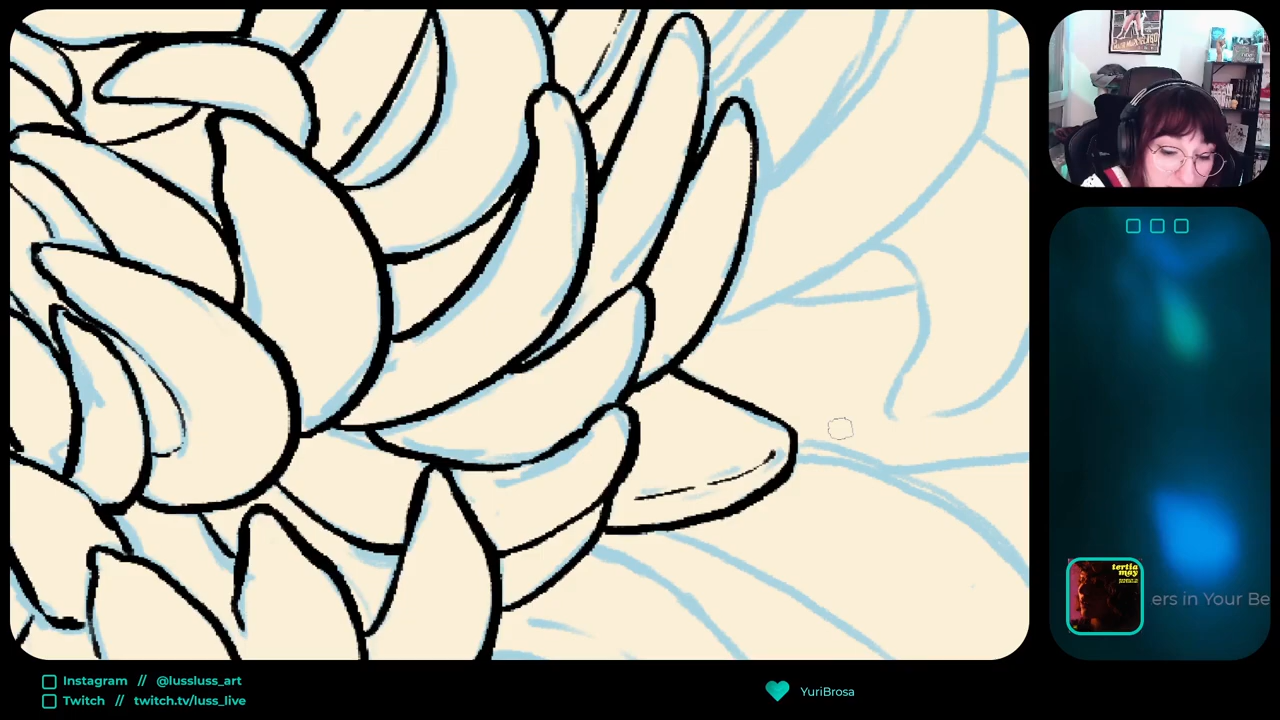 tertia
may
ers in Your Be
Instagram // @lussluss_art
Twitch // twitch.tv/luss_live
YuriBrosa